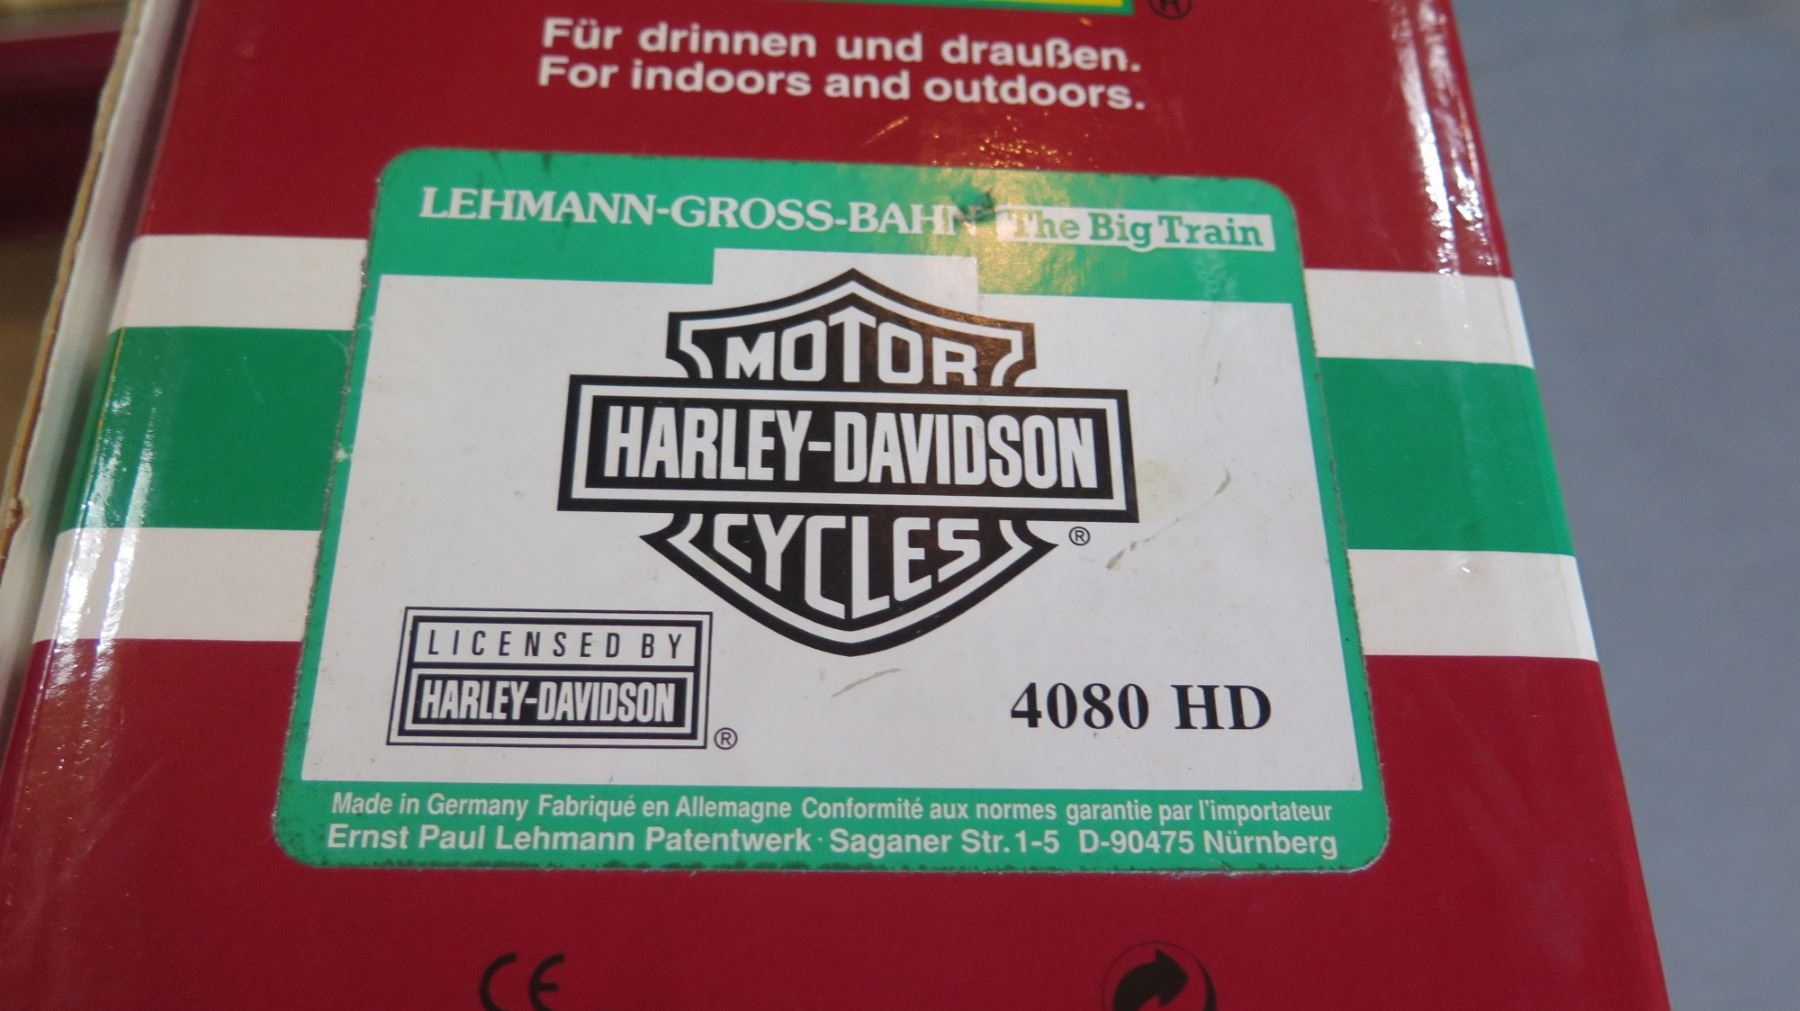 ®
Für drinnen und draußen.
For indoors and outdoors.
LEHMANN-GROSS-BAHN The Big Train
MOTOR
HARLEY-DAVIDSON
CYCLES ®
LICENSED BY
HARLEY-DAVIDSON ®
4080 HD
Made in Germany Fabriqué en Allemagne Conformité aux normes garantie par l'importateur
Ernst Paul Lehmann Patentwerk · Saganer Str. 1-5 D-90475 Nürnberg
CE